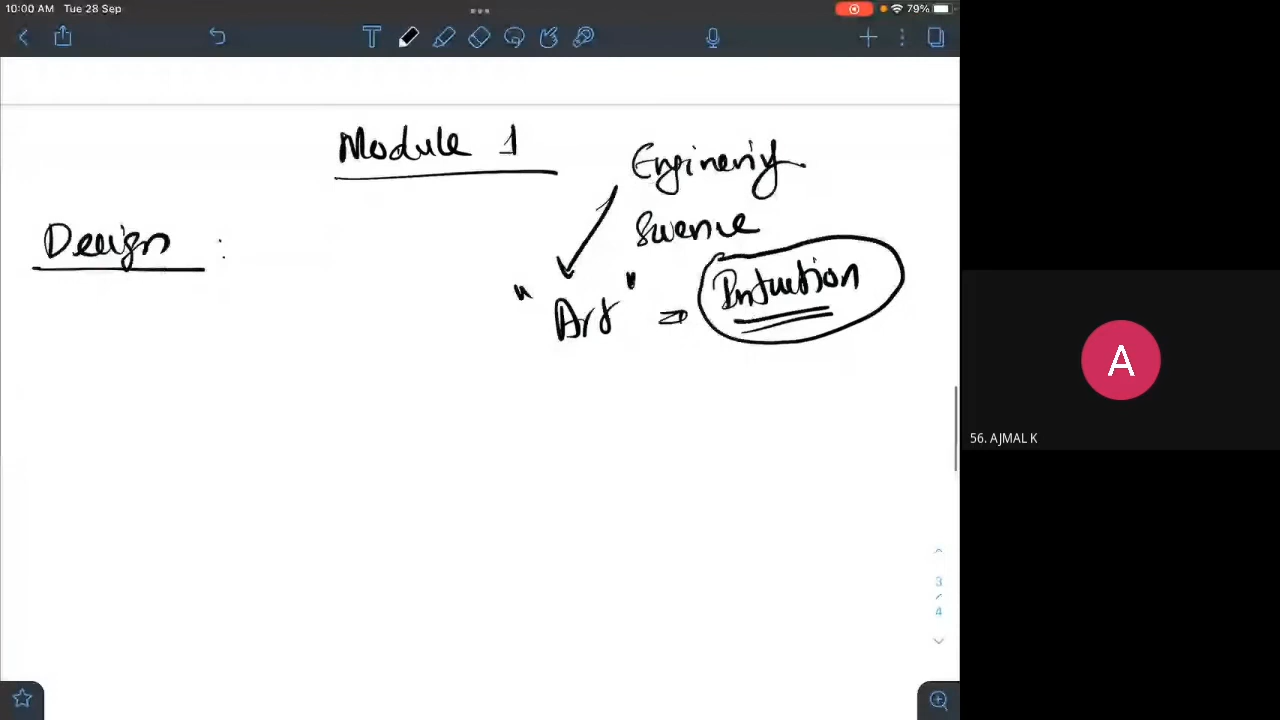 10:00 AM Tue 28 Sep
79%
Module 1
Engineering
Design :
Science
"Art" ⇒ Intuition
3
4
A
56. AJMAL K